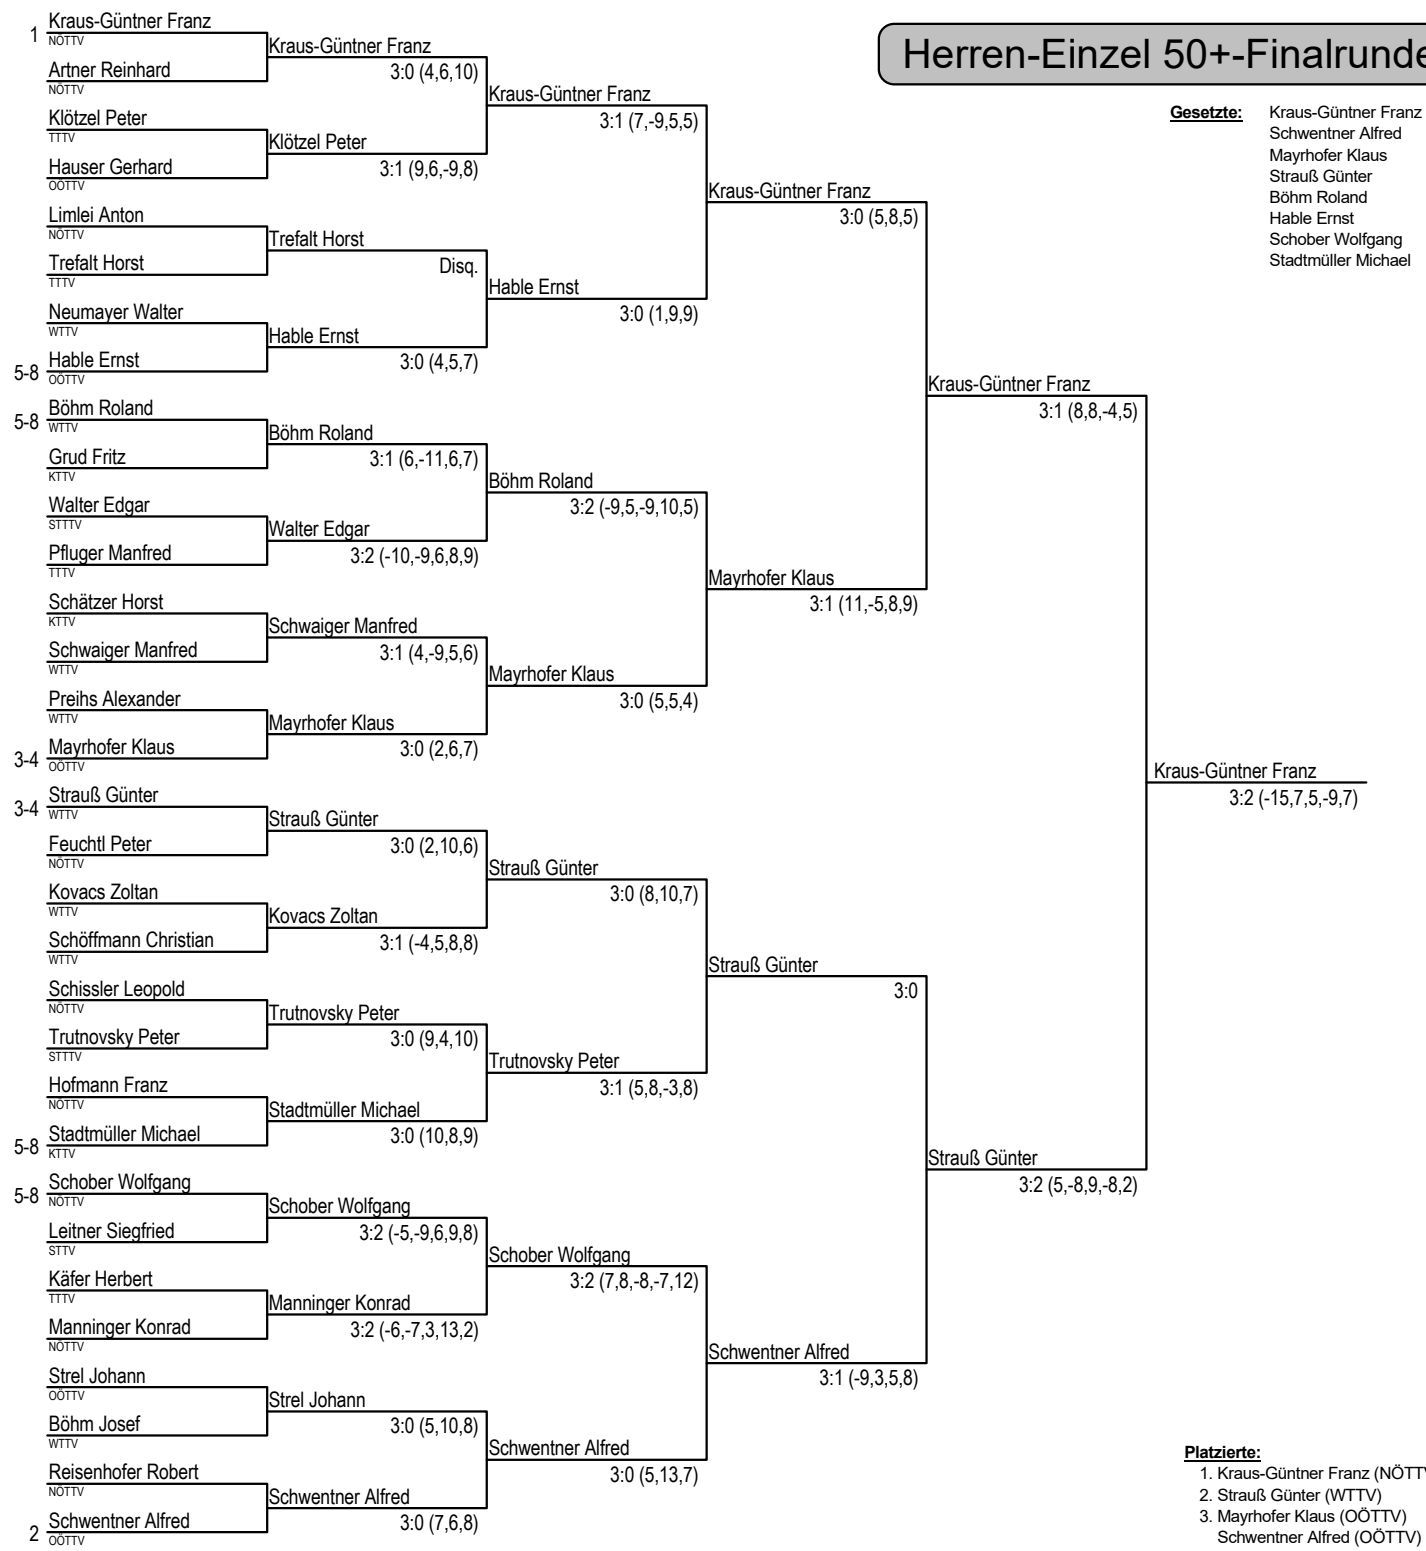 Herren-Einzel 50+-Finalrunde
Gesetzte: Kraus-Güntner Franz
Schwentner Alfred
Mayrhofer Klaus
Strauß Günter
Böhm Roland
Hable Ernst
Schober Wolfgang
Stadtmüller Michael
1 Kraus-Güntner Franz
NÖTTV
Artner Reinhard
NÖTTV
Klötzel Peter
TTTV
Hauser Gerhard
OÖTTV
Limlei Anton
NÖTTV
Trefalt Horst
TTTV
Neumayer Walter
WTTV
5-8 Hable Ernst
OÖTTV
5-8 Böhm Roland
WTTV
Grud Fritz
KTTV
Walter Edgar
STTTV
Pfluger Manfred
TTTV
Schätzer Horst
KTTV
Schwaiger Manfred
WTTV
Preihs Alexander
WTTV
3-4 Mayrhofer Klaus
OÖTTV
3-4 Strauß Günter
WTTV
Feuchtl Peter
NÖTTV
Kovacs Zoltan
WTTV
Schöffmann Christian
WTTV
Schissler Leopold
NÖTTV
Trutnovsky Peter
STTTV
Hofmann Franz
NÖTTV
5-8 Stadtmüller Michael
KTTV
5-8 Schober Wolfgang
NÖTTV
Leitner Siegfried
STTV
Käfer Herbert
TTTV
Manninger Konrad
NÖTTV
Strel Johann
OÖTTV
Böhm Josef
WTTV
Reisenhofer Robert
NÖTTV
2 Schwentner Alfred
OÖTTV
Kraus-Güntner Franz
3:0 (4,6,10)
Klötzel Peter
3:1 (9,6,-9,8)
Trefalt Horst
Disq.
Hable Ernst
3:0 (4,5,7)
Böhm Roland
3:1 (6,-11,6,7)
Walter Edgar
3:2 (-10,-9,6,8,9)
Schwaiger Manfred
3:1 (4,-9,5,6)
Mayrhofer Klaus
3:0 (2,6,7)
Strauß Günter
3:0 (2,10,6)
Kovacs Zoltan
3:1 (-4,5,8,8)
Trutnovsky Peter
3:0 (9,4,10)
Stadtmüller Michael
3:0 (10,8,9)
Schober Wolfgang
3:2 (-5,-9,6,9,8)
Manninger Konrad
3:2 (-6,-7,3,13,2)
Strel Johann
3:0 (5,10,8)
Schwentner Alfred
3:0 (7,6,8)
Kraus-Güntner Franz
3:1 (7,-9,5,5)
Hable Ernst
3:0 (1,9,9)
Böhm Roland
3:2 (-9,5,-9,10,5)
Mayrhofer Klaus
3:0 (5,5,4)
Strauß Günter
3:0 (8,10,7)
Trutnovsky Peter
3:1 (5,8,-3,8)
Schober Wolfgang
3:2 (7,8,-8,-7,12)
Schwentner Alfred
3:0 (5,13,7)
Kraus-Güntner Franz
3:0 (5,8,5)
Mayrhofer Klaus
3:1 (11,-5,8,9)
Strauß Günter
3:0
Schwentner Alfred
3:1 (-9,3,5,8)
Kraus-Güntner Franz
3:1 (8,8,-4,5)
Strauß Günter
3:2 (5,-8,9,-8,2)
Kraus-Güntner Franz
3:2 (-15,7,5,-9,7)
Platzierte:
1. Kraus-Güntner Franz (NÖTTV
2. Strauß Günter (WTTV)
3. Mayrhofer Klaus (OÖTTV)
Schwentner Alfred (OÖTTV)